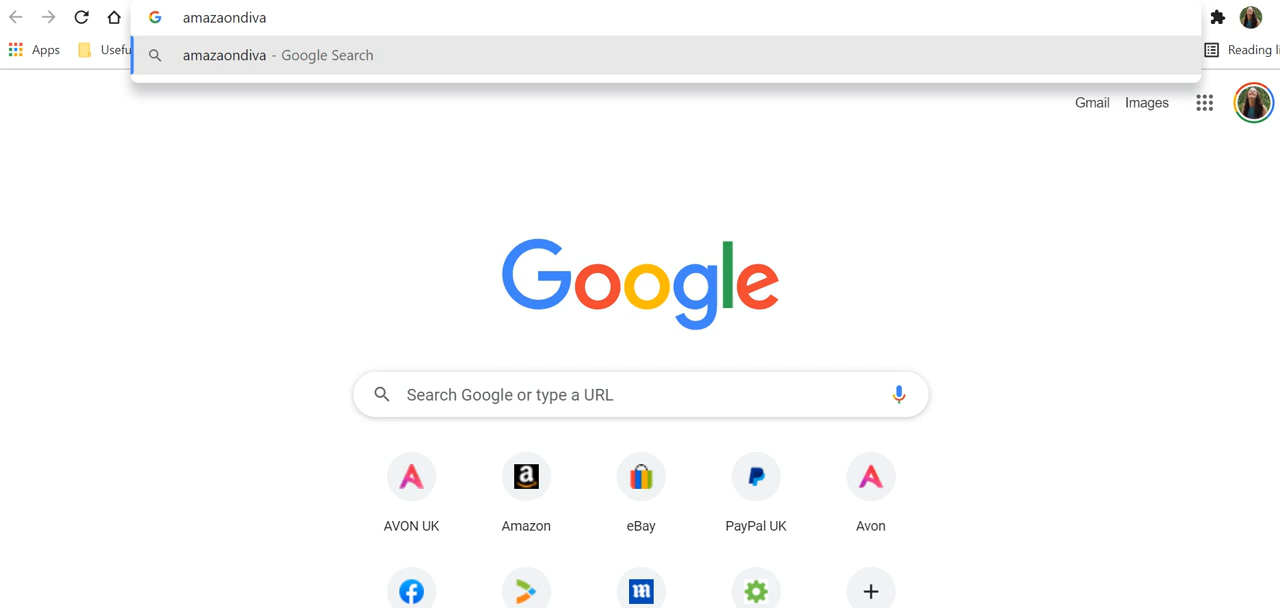 amazaondiva
Apps Usefu amazaondiva - Google Search Reading li
Gmail Images
Google
Search Google or type a URL
AVON UK Amazon eBay PayPal UK Avon